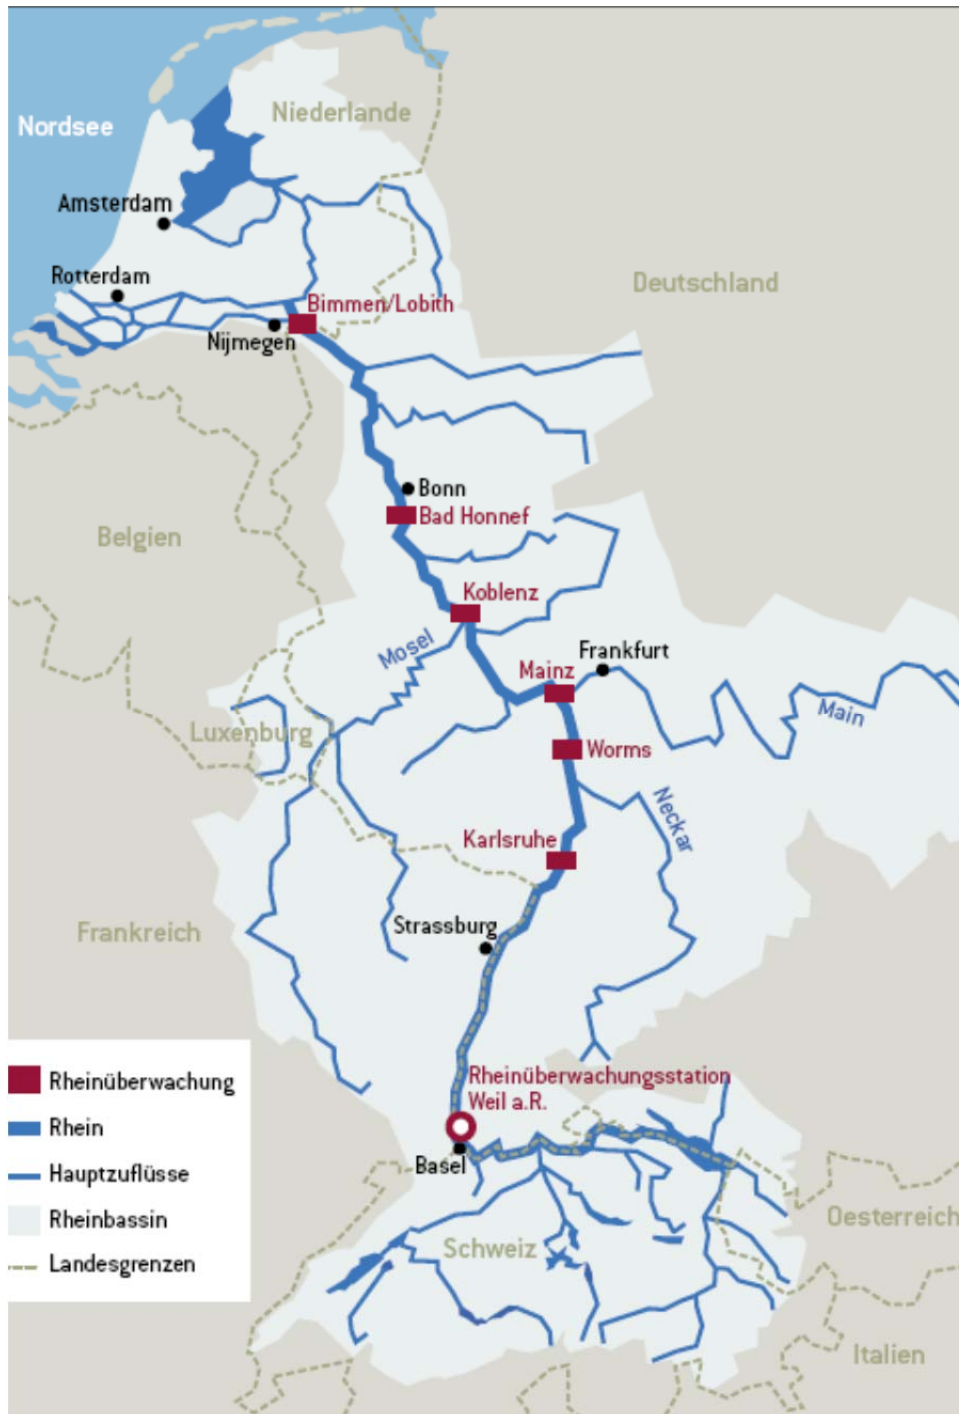 Nordsee
Niederlande
Amsterdam
Rotterdam
Deutschland
Bimmen/Lobith
Nijmegen
Bonn
Bad Honnef
Belgien
Koblenz
Mosel
Frankfurt
Mainz
Main
Luxenburg
Worms
Neckar
Karlsruhe
Strassburg
Frankreich
Rheinüberwachungsstation
Weil a.R.
Basel
Oesterreich
Schweiz
Italien
Rheinüberwachung
Rhein
Hauptzuflüsse
Rheinbassin
Landesgrenzen